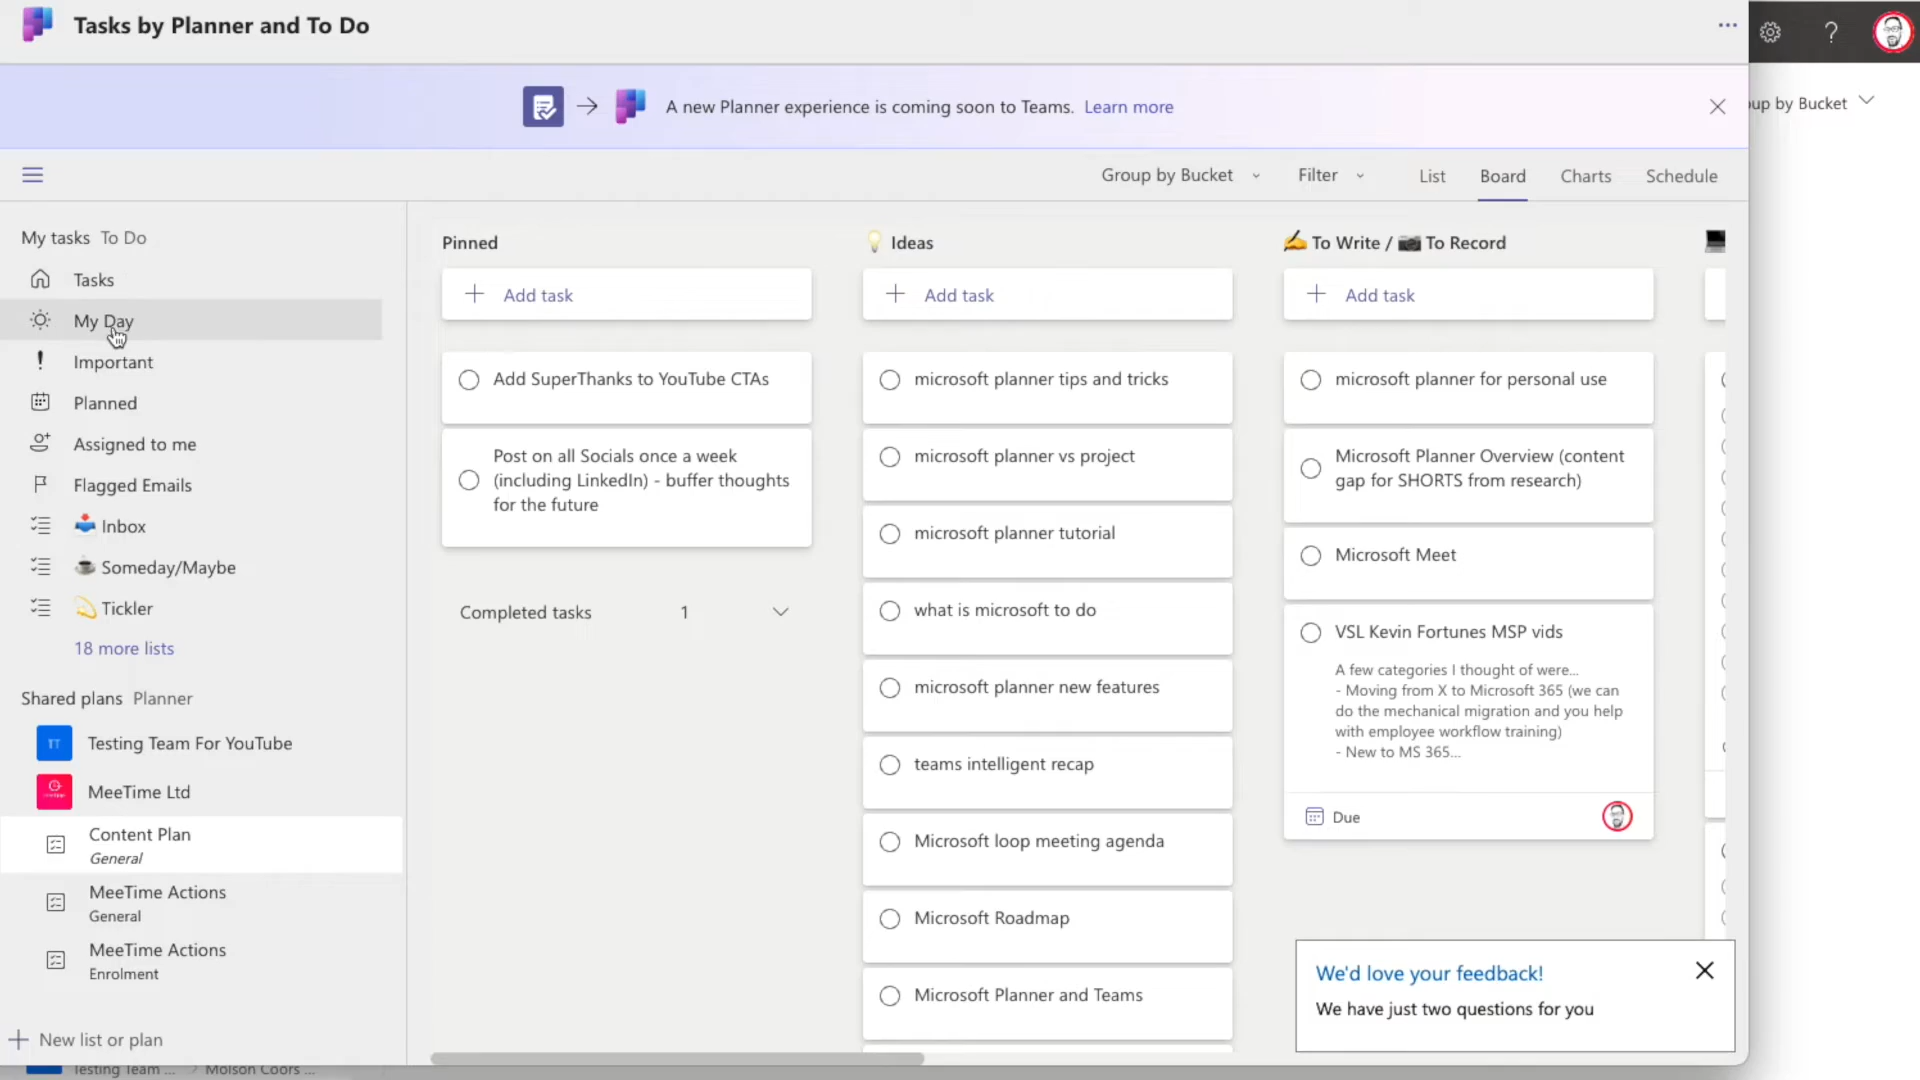 Tasks by Planner and To Do
A new Planner experience is coming soon to Teams. Learn more
up by Bucket
Group by Bucket
Filter
List
Board
Charts
Schedule
My tasks To Do
Tasks
My Day
Important
Planned
Assigned to me
Flagged Emails
Inbox
Someday/Maybe
Tickler
18 more lists
Shared plans Planner
TT
Testing Team For YouTube
MeeTime Ltd
Content Plan
General
MeeTime Actions
General
MeeTime Actions
Enrolment
New list or plan
Testing Team ...
Molson Coors ...
Pinned
Add task
Add SuperThanks to YouTube CTAs
Post on all Socials once a week
(including LinkedIn) - buffer thoughts
for the future
Completed tasks 1
Ideas
Add task
microsoft planner tips and tricks
microsoft planner vs project
microsoft planner tutorial
what is microsoft to do
microsoft planner new features
teams intelligent recap
Microsoft loop meeting agenda
Microsoft Roadmap
Microsoft Planner and Teams
To Write / To Record
Add task
microsoft planner for personal use
Microsoft Planner Overview (content
gap for SHORTS from research)
Microsoft Meet
VSL Kevin Fortunes MSP vids
A few categories I thought of were...
- Moving from X to Microsoft 365 (we can
do the mechanical migration and you help
with employee workflow training)
- New to MS 365...
Due
We'd love your feedback!
We have just two questions for you